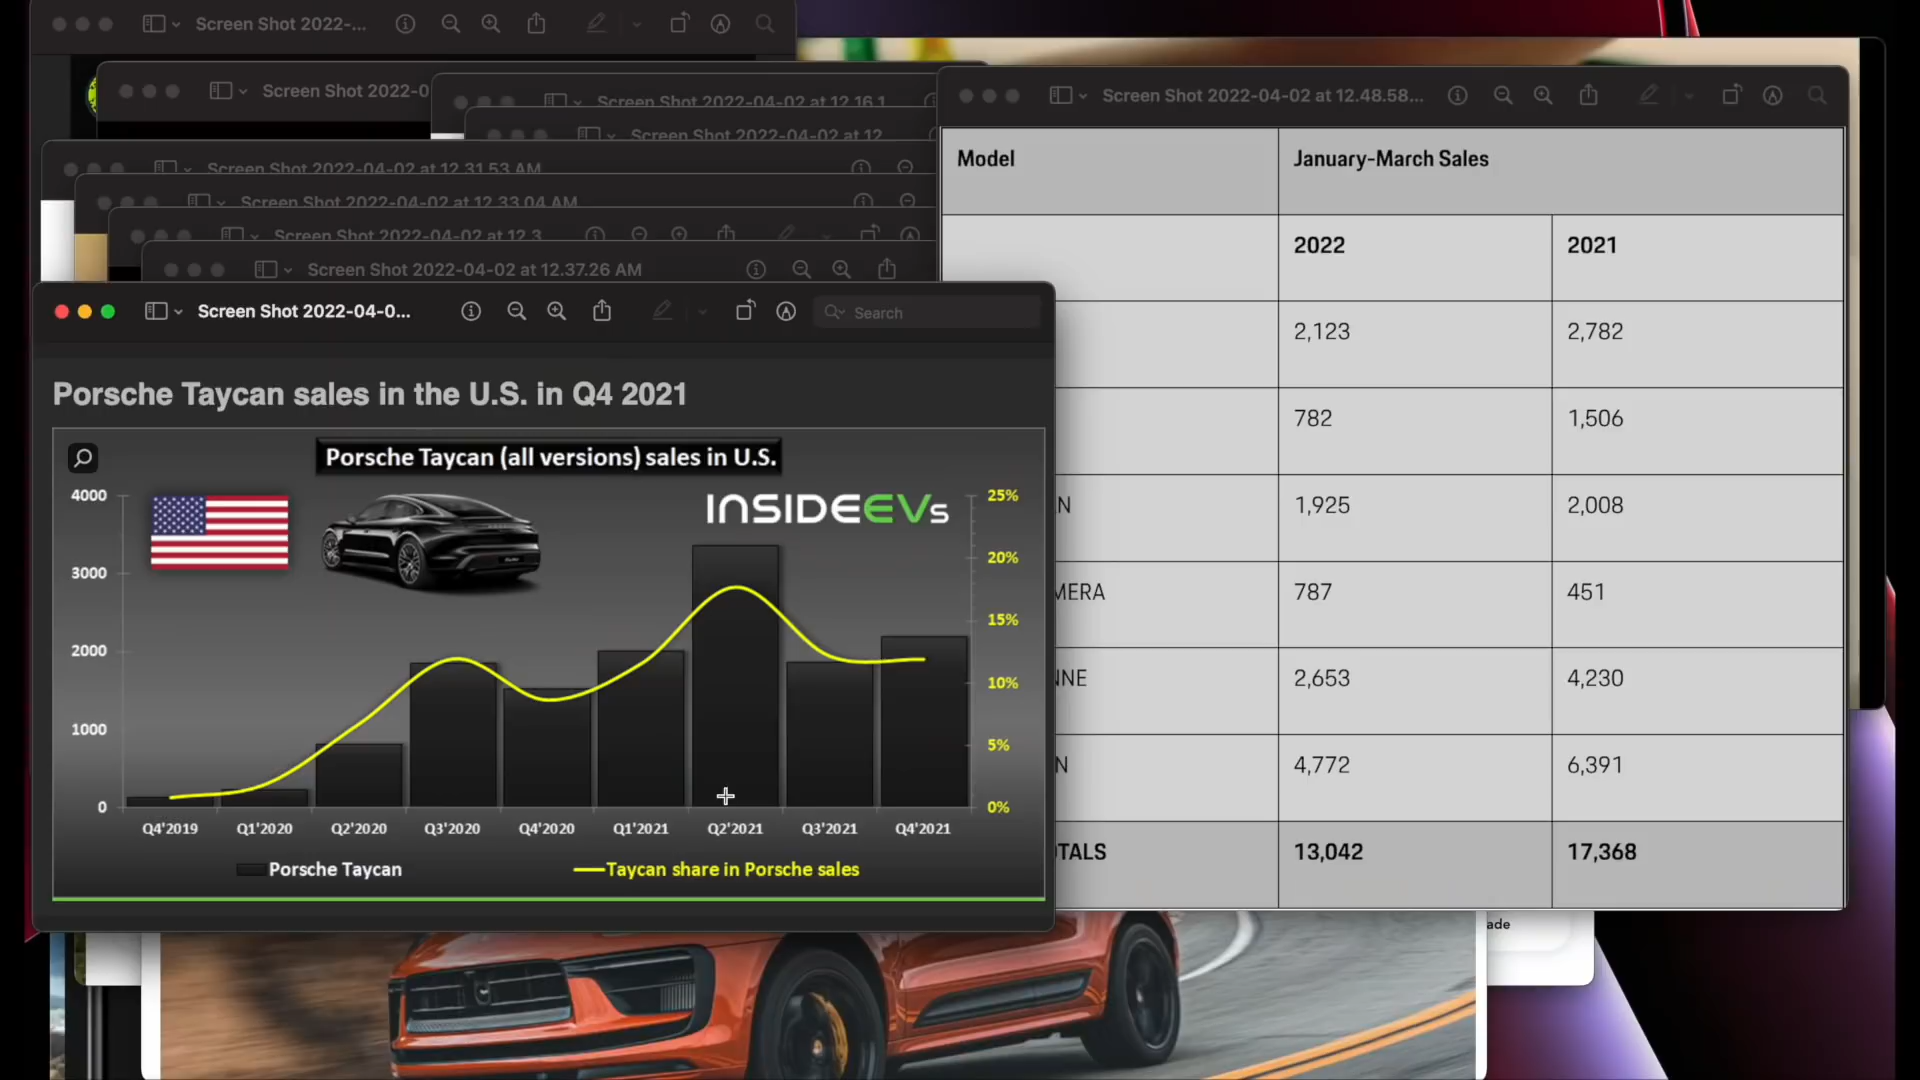 Screen Shot 2022-...
Screen Shot 2022-0
Screen Shot 2022-04-02 at 12.16.1
Screen Shot 2022-04-02 at 12
Screen Shot 2022-04-02 at 12.31.53 AM
Screen Shot 2022-04-02 at 12.33.04 AM
Screen Shot 2022-04-02 at 12.3
Screen Shot 2022-04-02 at 12.37.26 AM
Screen Shot 2022-04-0...
Search
Porsche Taycan sales in the U.S. in Q4 2021
Porsche Taycan (all versions) sales in U.S.
INSIDEEVs
4000
3000
2000
1000
0
25%
20%
15%
10%
5%
0%
Q4'2019 Q1'2020 Q2'2020 Q3'2020 Q4'2020 Q1'2021 Q2'2021 Q3'2021 Q4'2021
Porsche Taycan
Taycan share in Porsche sales
Screen Shot 2022-04-02 at 12.48.58...
Model January-March Sales
2022 2021
2,123 2,782
782 1,506
N 1,925 2,008
MERA 787 451
NNE 2,653 4,230
N 4,772 6,391
TALS 13,042 17,368
ade